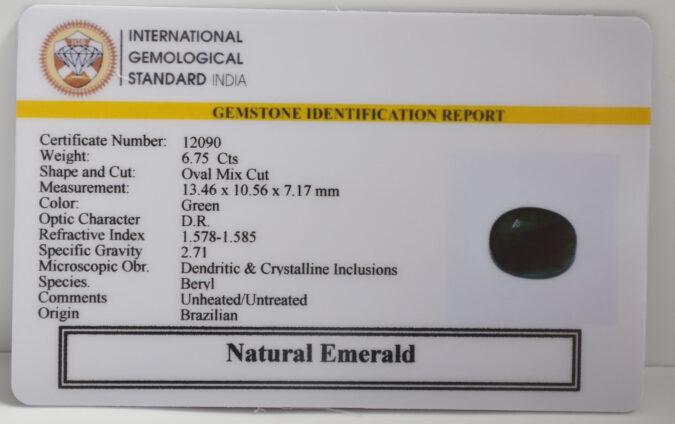 IGS
INTERNATIONAL
GEMOLOGICAL
STANDARD INDIA
GEMSTONE IDENTIFICATION REPORT
Certificate Number: 12090
Weight: 6.75 Cts
Shape and Cut: Oval Mix Cut
Measurement: 13.46 x 10.56 x 7.17 mm
Color: Green
Optic Character D.R.
Refractive Index 1.578-1.585
Specific Gravity 2.71
Microscopic Obr. Dendritic & Crystalline Inclusions
Species. Beryl
Comments Unheated/Untreated
Origin Brazilian
Natural Emerald